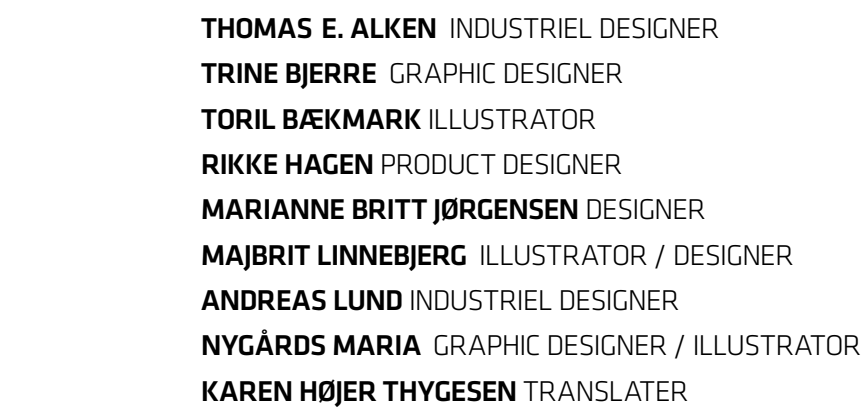 THOMAS E. ALKEN INDUSTRIEL DESIGNER
TRINE BJERRE GRAPHIC DESIGNER
TORIL BÆKMARK ILLUSTRATOR
RIKKE HAGEN PRODUCT DESIGNER
MARIANNE BRITT JØRGENSEN DESIGNER
MAJBRIT LINNEBJERG ILLUSTRATOR / DESIGNER
ANDREAS LUND INDUSTRIEL DESIGNER
NYGÅRDS MARIA GRAPHIC DESIGNER / ILLUSTRATOR
KAREN HØJER THYGESEN TRANSLATER